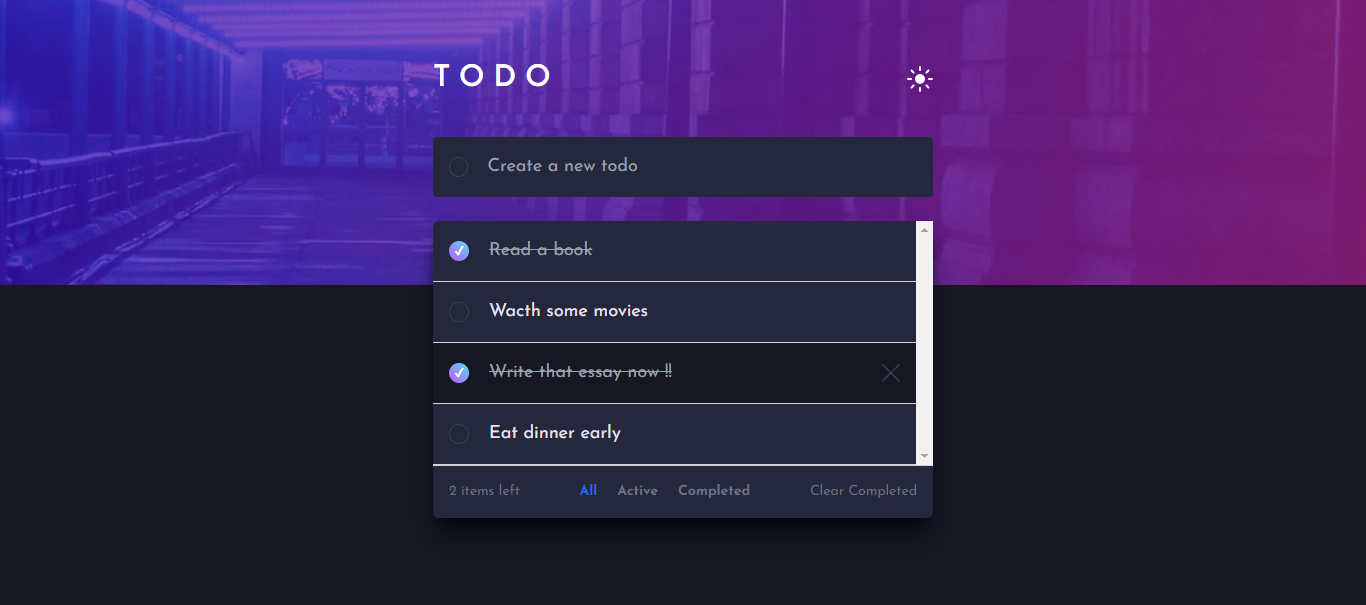 TODO
Create a new todo
Read a book
Wacth some movies
Write that essay now !!
Eat dinner early
2 items left All Active Completed Clear Completed